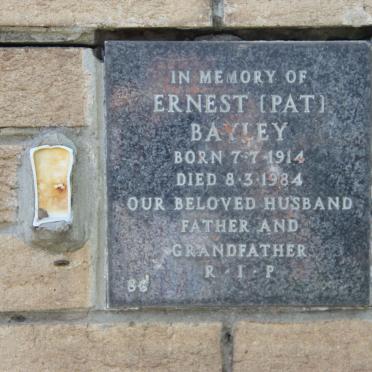 IN MEMORY OF
ERNEST (PAT)
BAYLEY
BORN 7·7·1914
DIED 8·3·1984
OUR BELOVED HUSBAND
FATHER AND
GRANDFATHER
R · I · P